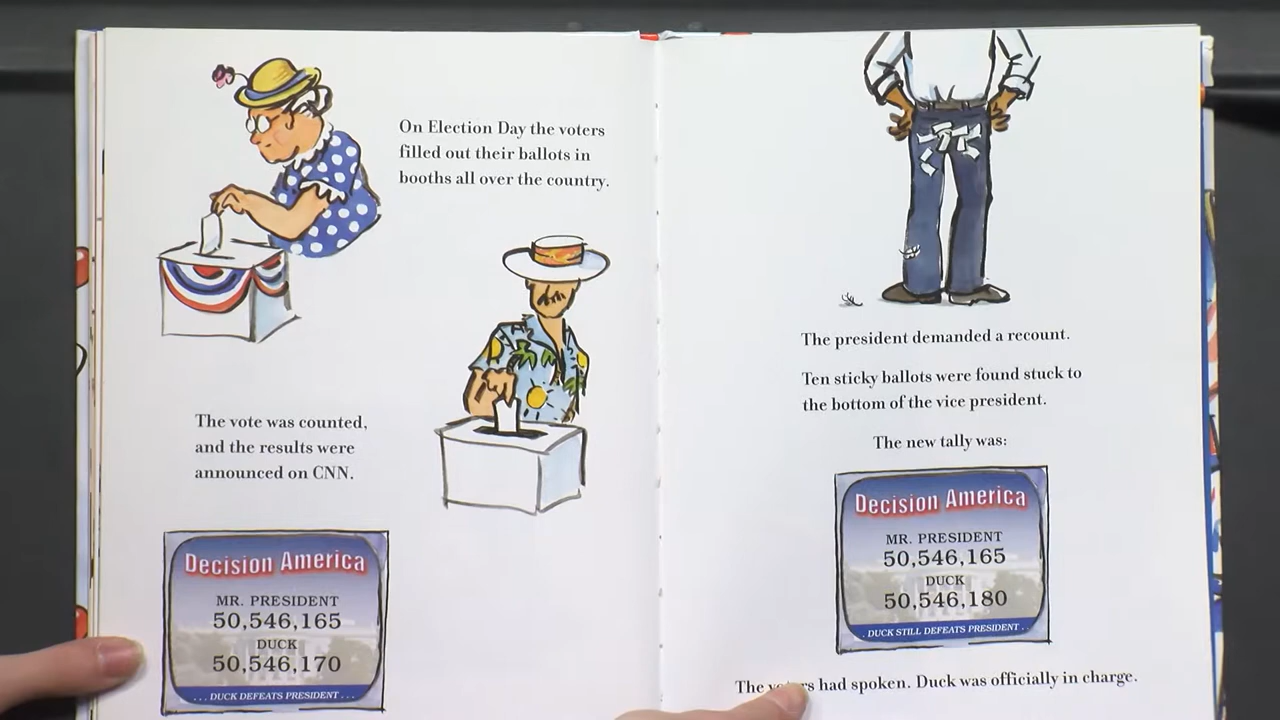 On Election Day the voters
filled out their ballots in
booths all over the country.
The vote was counted,
and the results were
announced on CNN.
Decision America
MR. PRESIDENT
50,546,165
DUCK
50,546,170
. . . DUCK DEFEATS PRESIDENT . . .
The president demanded a recount.
Ten sticky ballots were found stuck to
the bottom of the vice president.
The new tally was:
Decision America
MR. PRESIDENT
50,546,165
DUCK
50,546,180
. DUCK STILL DEFEATS PRESIDENT . .
The voters had spoken. Duck was officially in charge.